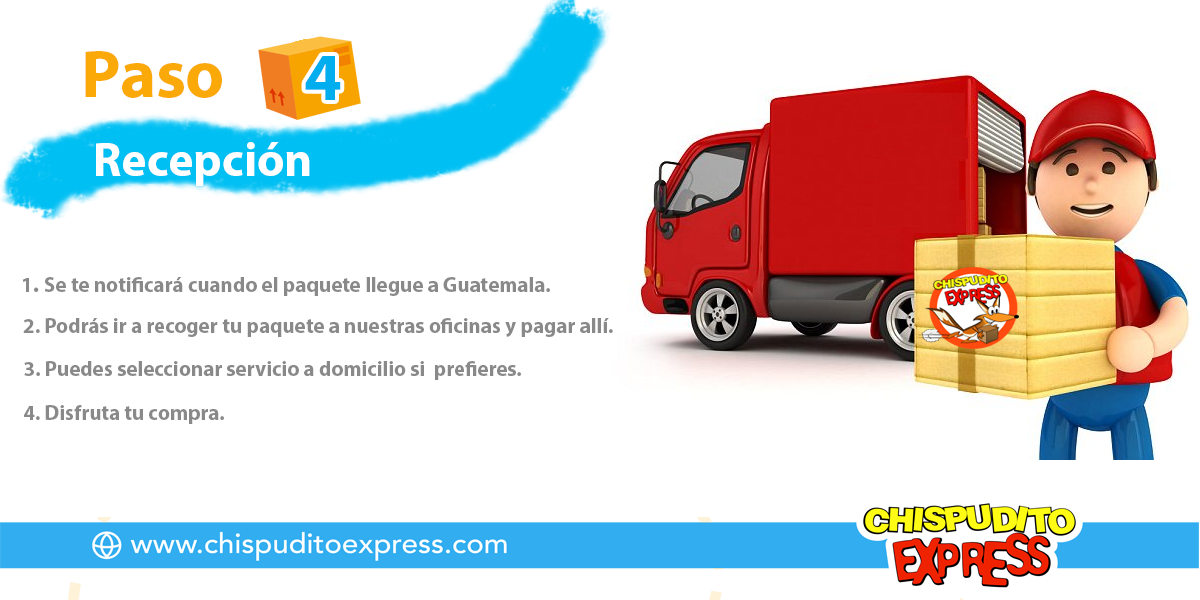 Paso 4
Recepción
1. Se te notificará cuando el paquete llegue a Guatemala.
2. Podrás ir a recoger tu paquete a nuestras oficinas y pagar allí.
3. Puedes seleccionar servicio a domicilio si  prefieres.
4. Disfruta tu compra.
CHISPUDITO
EXPRESS
www.chispuditoexpress.com
CHISPUDITO
EXPRESS